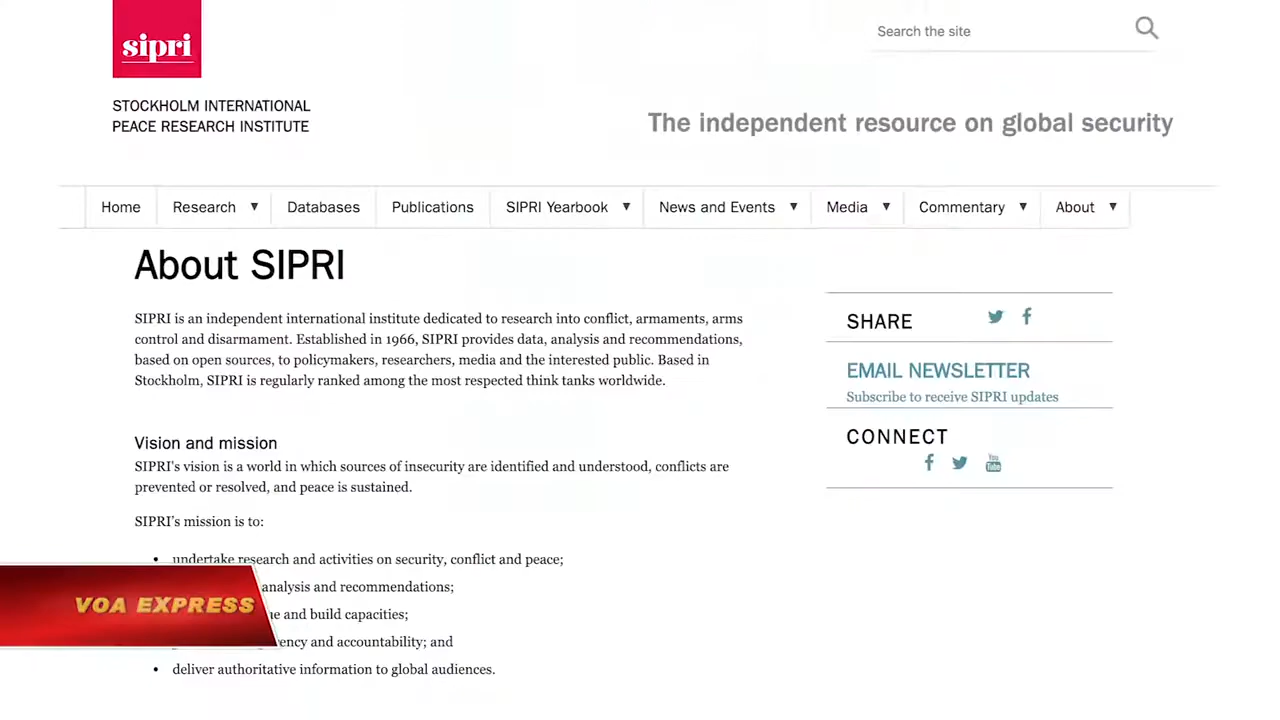 sipri
Search the site
STOCKHOLM INTERNATIONAL
PEACE RESEARCH INSTITUTE
The independent resource on global security
Home Research Databases Publications SIPRI Yearbook News and Events Media Commentary About
About SIPRI
SIPRI is an independent international institute dedicated to research into conflict, armaments, arms
control and disarmament. Established in 1966, SIPRI provides data, analysis and recommendations,
based on open sources, to policymakers, researchers, media and the interested public. Based in
Stockholm, SIPRI is regularly ranked among the most respected think tanks worldwide.
Vision and mission
SIPRI's vision is a world in which sources of insecurity are identified and understood, conflicts are
prevented or resolved, and peace is sustained.
SIPRI's mission is to:
• undertake research and activities on security, conflict and peace;
analysis and recommendations;
and build capacities;
and accountability; and
• deliver authoritative information to global audiences.
SHARE
EMAIL NEWSLETTER
Subscribe to receive SIPRI updates
CONNECT
You Tube
VOA EXPRESS